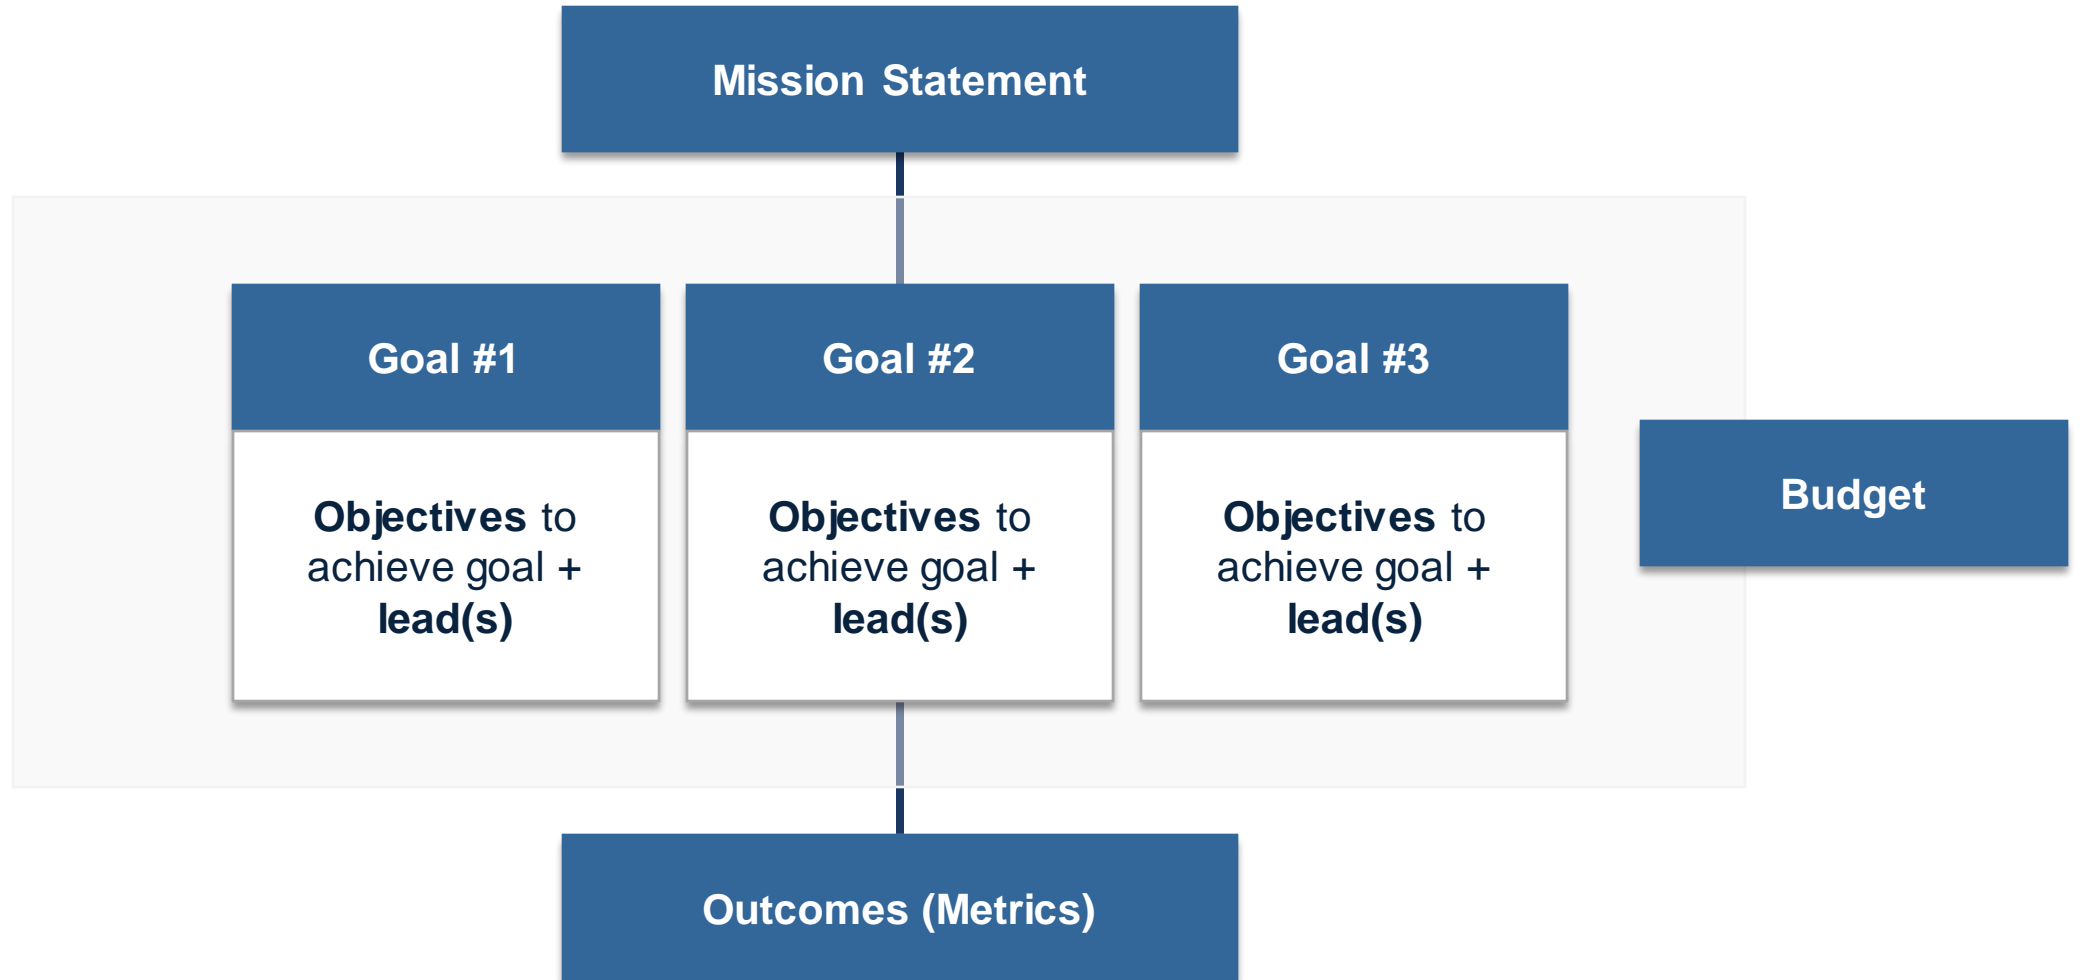 Mission Statement
Goal #1
Objectives to
achieve goal +
lead(s)
Goal #2
Objectives to
achieve goal +
lead(s)
Goal #3
Objectives to
achieve goal +
lead(s)
Budget
Outcomes (Metrics)